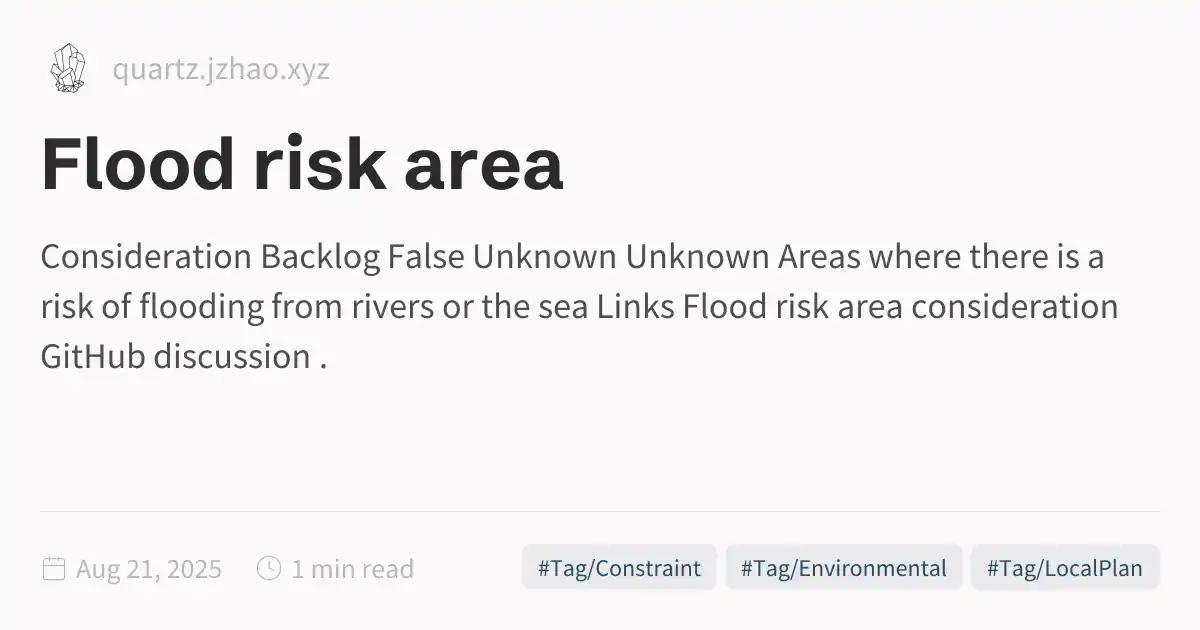 quartz.jzhao.xyz
Flood risk area
Consideration Backlog False Unknown Unknown Areas where there is a
risk of flooding from rivers or the sea Links Flood risk area consideration
GitHub discussion .
Aug 21, 2025 1 min read #Tag/Constraint #Tag/Environmental #Tag/LocalPlan